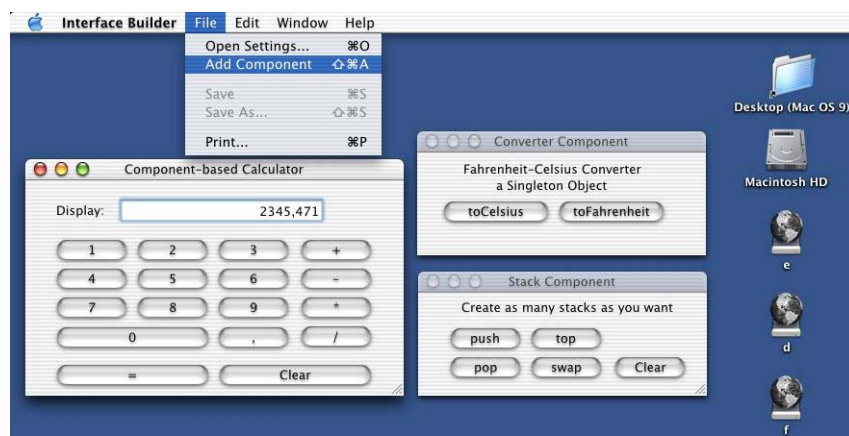 Interface Builder File Edit Window Help
Open Settings... ⌘O
Add Component ⇧⌘A
Save ⌘S
Save As... ⇧⌘S
Print... ⌘P
Component-based Calculator
Display: 2345,471
1 2 3 +
4 5 6 -
7 8 9 *
0 , /
= Clear
Converter Component
Fahrenheit-Celsius Converter
a Singleton Object
toCelsius toFahrenheit
Stack Component
Create as many stacks as you want
push top
pop swap Clear
Desktop (Mac OS 9)
Macintosh HD
e
d
f